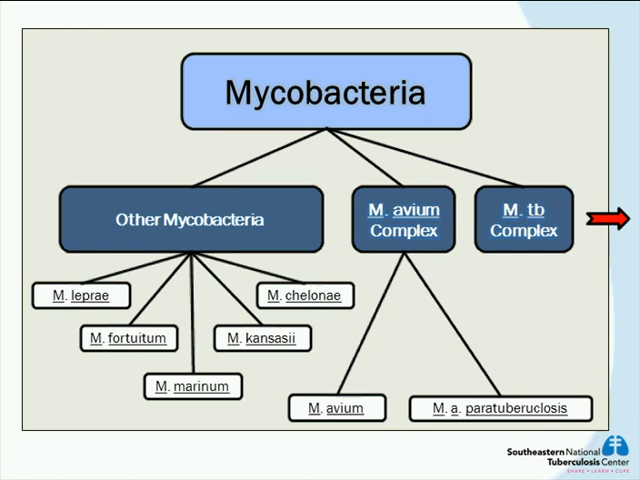 Mycobacteria
Other Mycobacteria
M. avium
Complex
M. tb
Complex
M. leprae
M. chelonae
M. fortuitum
M. kansasii
M. marinum
M. avium
M. a. paratuberuclosis
Southeastern National
Tuberculosis Center
SHARE • LEARN • CURE